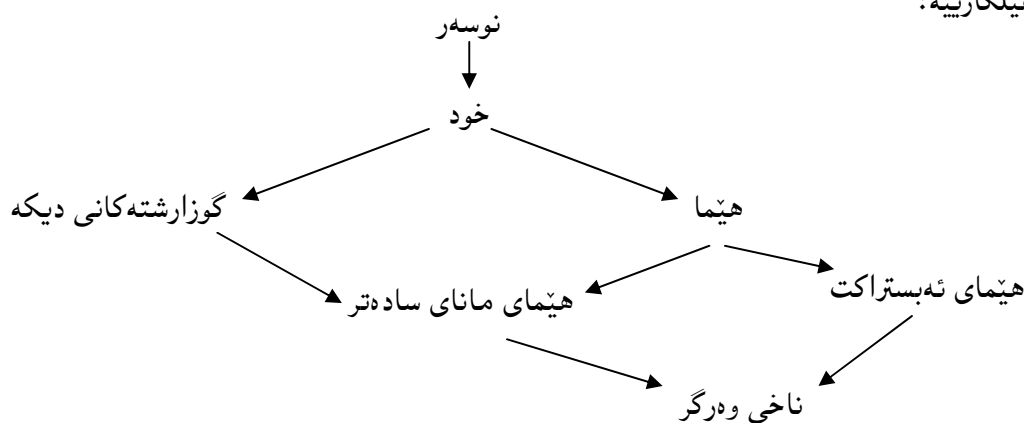 نوسەر
خود
هێما
گوزارشتەکانی دیکە
هێمای ئەبستراکت
هێمای مانای سادەتر
ناخی وەرگر